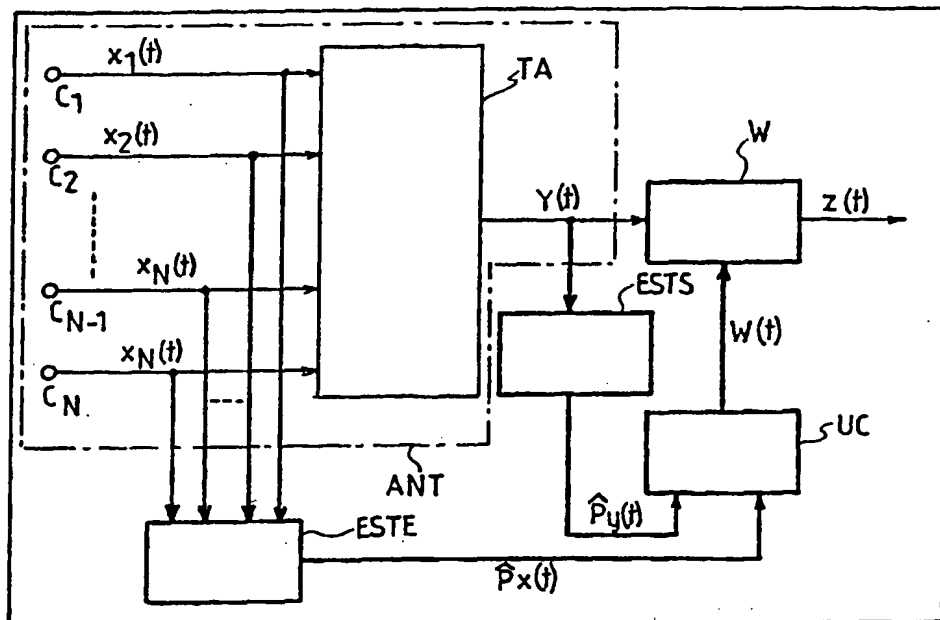 x1(t)
TA
C1
x2(t)
W
C2
Y(t)
z(t)
xN(t)
ESTS
CN-1
W(t)
xN(t)
CN
UC
ANT
P̂y(t)
ESTE
P̂x(t)